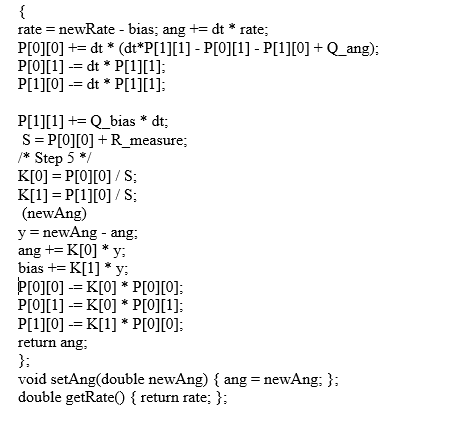 {
rate = newRate - bias; ang += dt * rate;
P[0][0] += dt * (dt*P[1][1] - P[0][1] - P[1][0] + Q_ang);
P[0][1] -= dt * P[1][1];
P[1][0] -= dt * P[1][1];
P[1][1] += Q_bias * dt;
S = P[0][0] + R_measure;
/* Step 5 */
K[0] = P[0][0] / S;
K[1] = P[1][0] / S;
(newAng)
y = newAng - ang;
ang += K[0] * y;
bias += K[1] * y;
P[0][0] -= K[0] * P[0][0];
P[0][1] -= K[0] * P[0][1];
P[1][0] -= K[1] * P[0][0];
return ang;
};
void setAng(double newAng) { ang = newAng; };
double getRate() { return rate; };